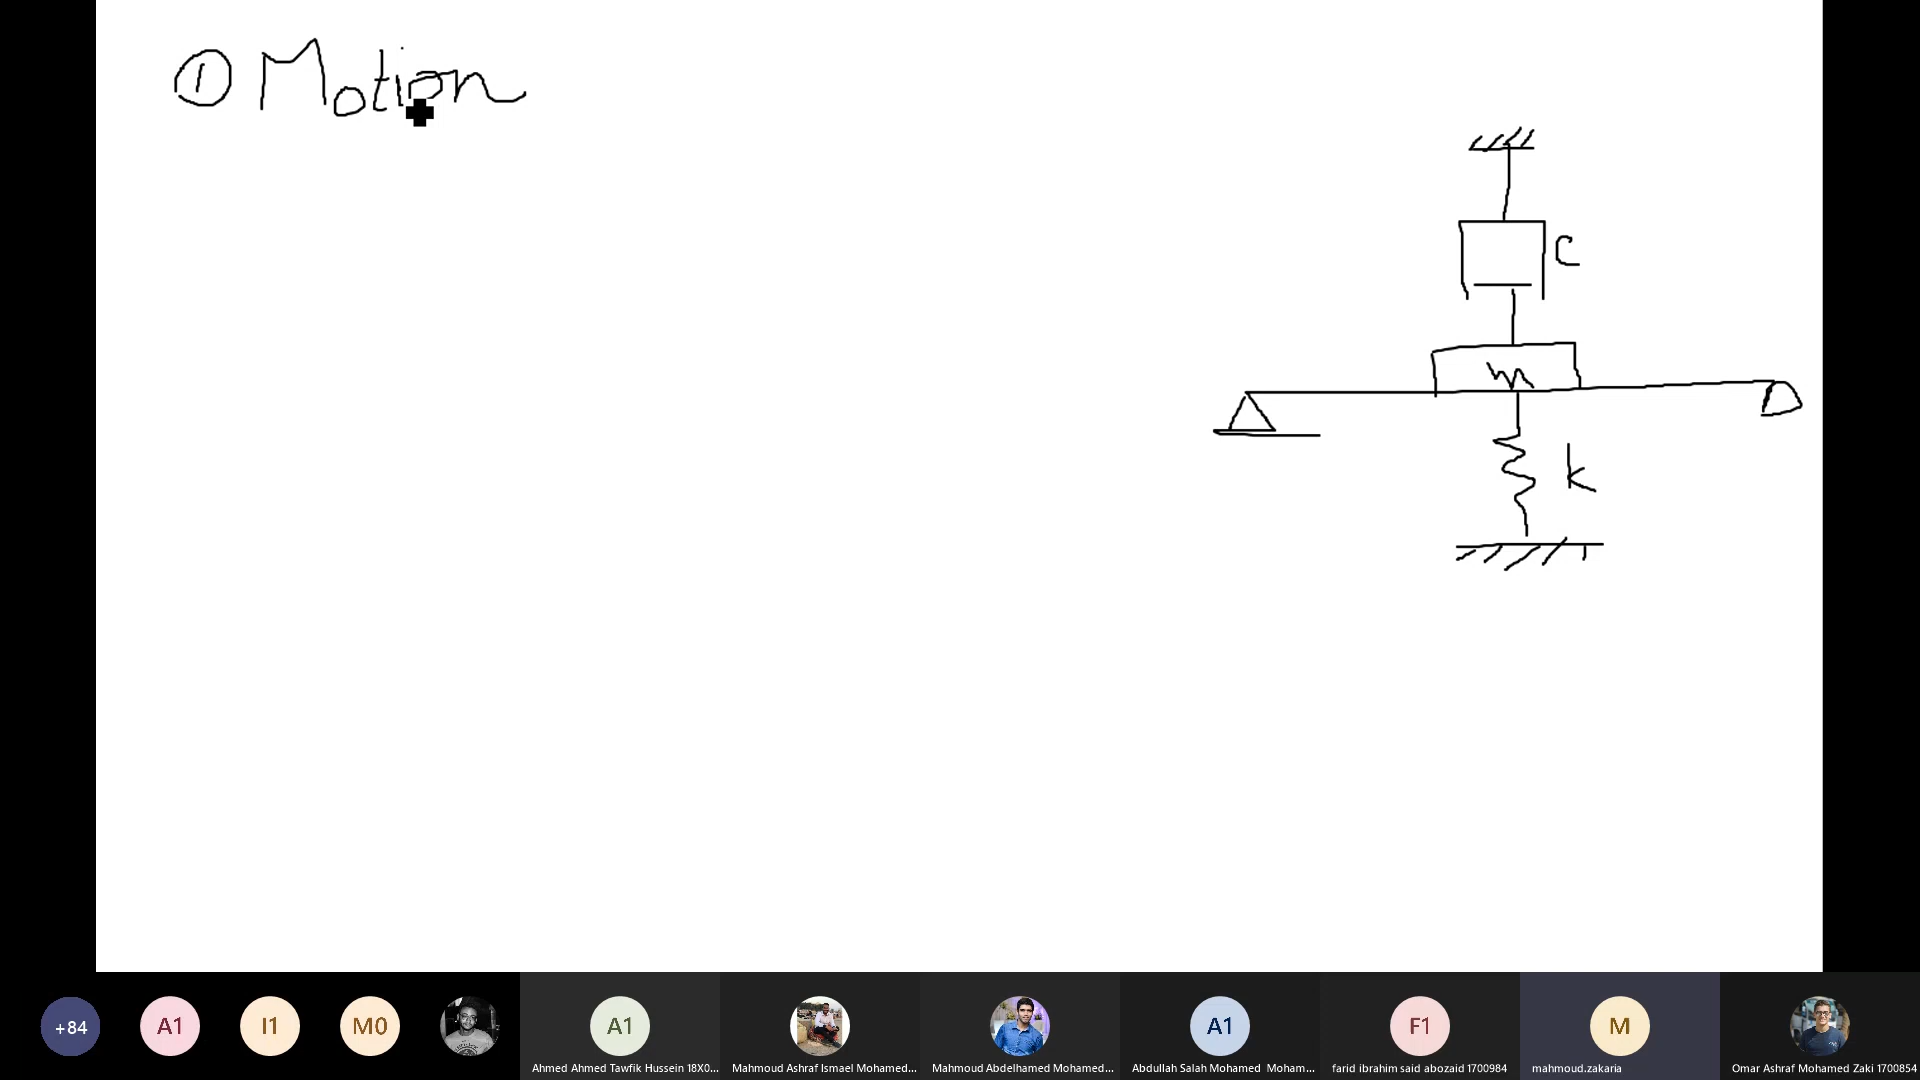 ① Motion
C
m
k
+84
A1
I1
M0
A1
A1
F1
M
Ahmed Ahmed Tawfik Hussein 18X0...
Mahmoud Ashraf Ismael Mohamed...
Mahmoud Abdelhamed Mohamed...
Abdullah Salah Mohamed Moham...
farid ibrahim said abozaid 1700984
mahmoud.zakaria
Omar Ashraf Mohamed Zaki 1700854